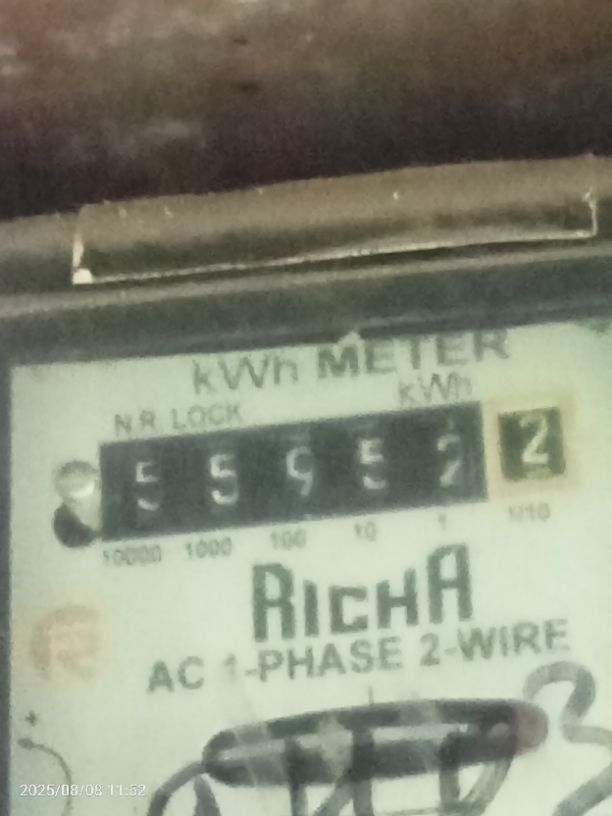 kWh METER
kWh
N.R. LOCK
5 5 9 5 2 2
10000 1000 100 10 1 1/10
RICHA
AC 1-PHASE 2-WIRE
2025/08/08 11:52